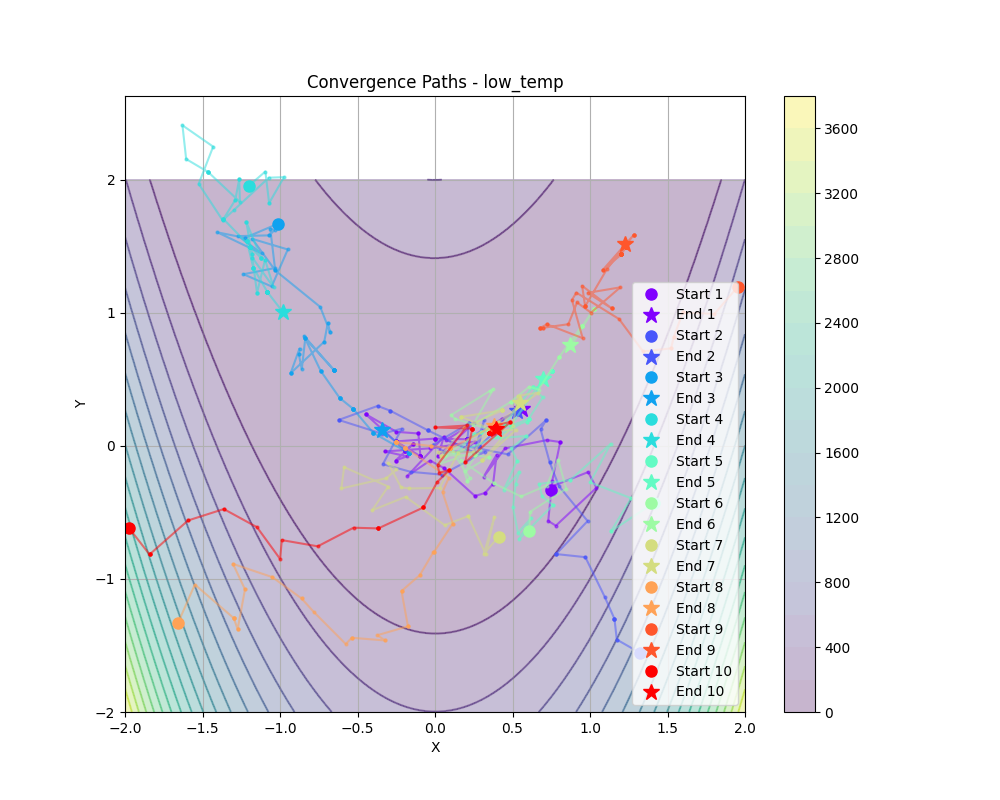 Convergence Paths - low_temp
Y
2
1
0
−1
−2
−2.0 −1.5 −1.0 −0.5 0.0 0.5 1.0 1.5 2.0
X
Start 1
End 1
Start 2
End 2
Start 3
End 3
Start 4
End 4
Start 5
End 5
Start 6
End 6
Start 7
End 7
Start 8
End 8
Start 9
End 9
Start 10
End 10
3600
3200
2800
2400
2000
1600
1200
800
400
0